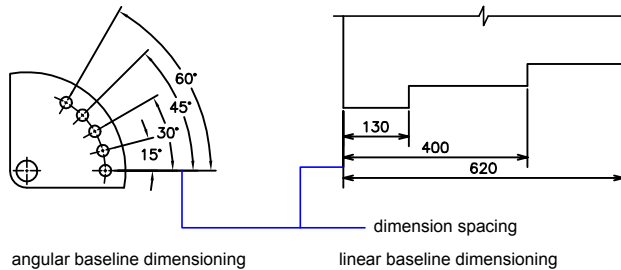 60°
45°
30°
15°
130
400
620
dimension spacing
angular baseline dimensioning
linear baseline dimensioning